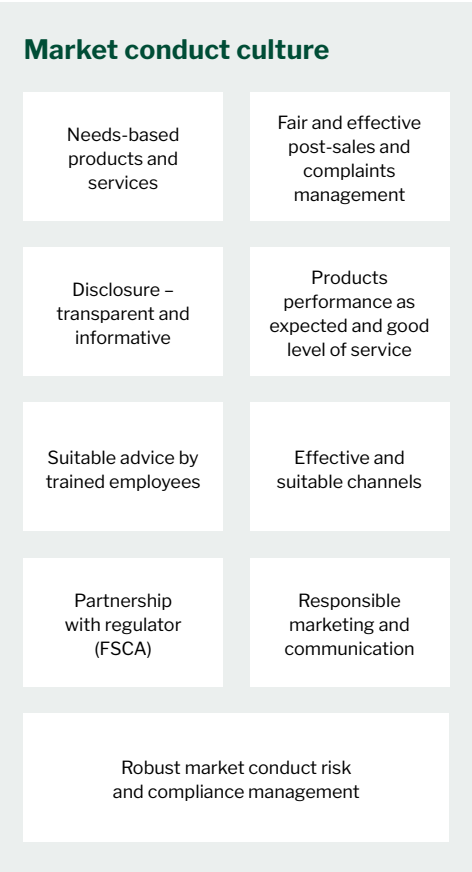 Market conduct culture
Needs-based
products and
services
Fair and effective
post-sales and
complaints
management
Disclosure –
transparent and
informative
Products
performance as
expected and good
level of service
Suitable advice by
trained employees
Effective and
suitable channels
Partnership
with regulator
(FSCA)
Responsible
marketing and
communication
Robust market conduct risk
and compliance management